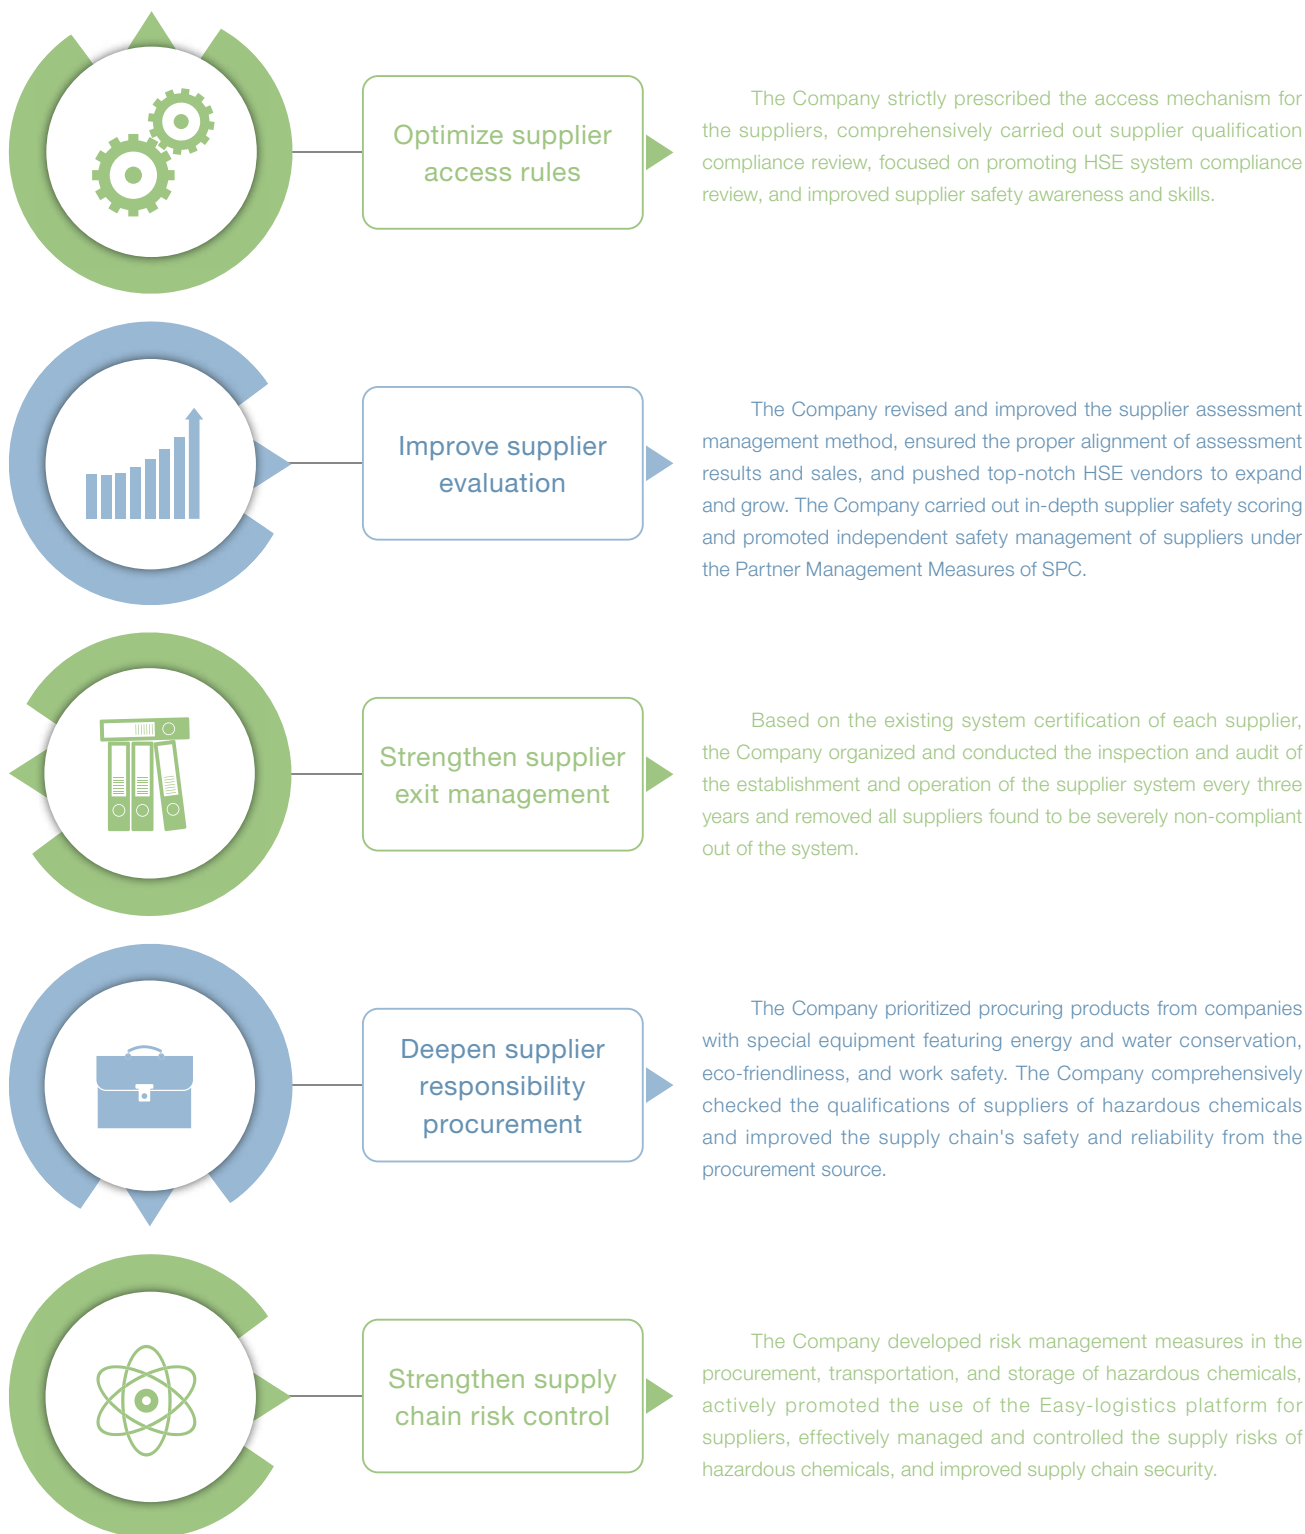 Optimize supplier
access rules
The Company strictly prescribed the access mechanism for
the suppliers, comprehensively carried out supplier qualification
compliance review, focused on promoting HSE system compliance
review, and improved supplier safety awareness and skills.
Improve supplier
evaluation
The Company revised and improved the supplier assessment
management method, ensured the proper alignment of assessment
results and sales, and pushed top-notch HSE vendors to expand
and grow. The Company carried out in-depth supplier safety scoring
and promoted independent safety management of suppliers under
the Partner Management Measures of SPC.
Strengthen supplier
exit management
Based on the existing system certification of each supplier,
the Company organized and conducted the inspection and audit of
the establishment and operation of the supplier system every three
years and removed all suppliers found to be severely non-compliant
out of the system.
Deepen supplier
responsibility
procurement
The Company prioritized procuring products from companies
with special equipment featuring energy and water conservation,
eco-friendliness, and work safety. The Company comprehensively
checked the qualifications of suppliers of hazardous chemicals
and improved the supply chain's safety and reliability from the
procurement source.
Strengthen supply
chain risk control
The Company developed risk management measures in the
procurement, transportation, and storage of hazardous chemicals,
actively promoted the use of the Easy-logistics platform for
suppliers, effectively managed and controlled the supply risks of
hazardous chemicals, and improved supply chain security.